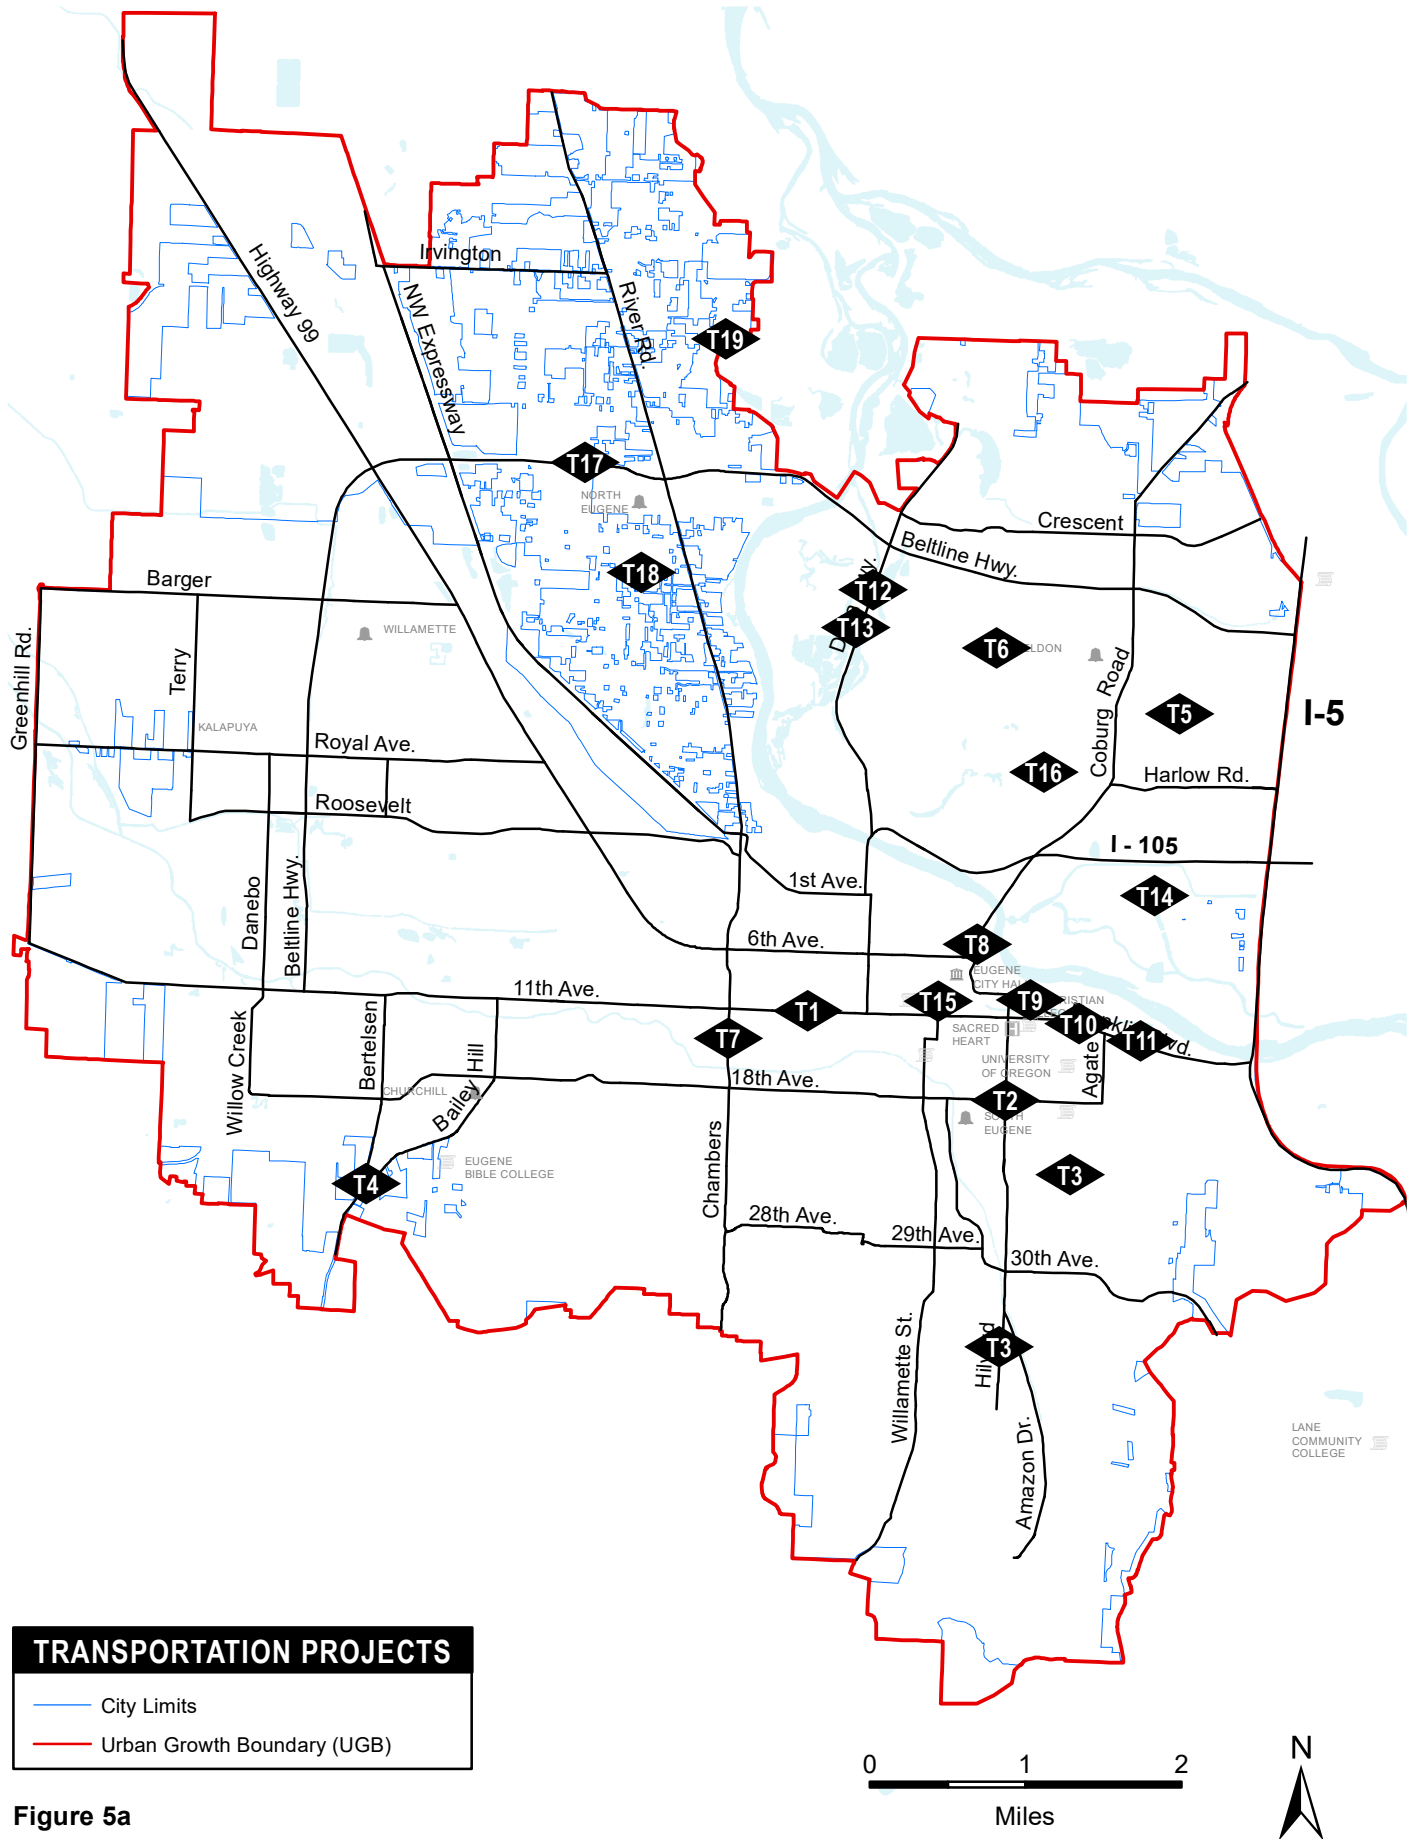 Highway 99
Irvington
NW Expressway
River Rd.
T19
T17
NORTH
EUGENE
T18
Crescent
Beltline Hwy.
T12
T13
T6
T5
T16
Coburg Road
I-5
Harlow Rd.
I - 105
T14
Barger
Greenhill Rd.
Terry
WILLAMETTE
KALAPUYA
Royal Ave.
Roosevelt
Danebo
Beltline Hwy.
1st Ave.
6th Ave.
T8
EUGENE
CITY HALL
11th Ave.
T1
T15
T9
T10
T11
T7
SACRED
HEART
UNIVERSITY
OF OREGON
Agate
Willow Creek
Bertelsen
Bailey Hill
CHURCHILL
18th Ave.
T2
SOUTH
EUGENE
EUGENE
BIBLE COLLEGE
T4
Chambers
T3
28th Ave.
29th Ave.
30th Ave.
Willamette St.
T3
Amazon Dr.
LANE
COMMUNITY
COLLEGE
TRANSPORTATION PROJECTS
City Limits
Urban Growth Boundary (UGB)
0 1 2
Miles
N
Figure 5a